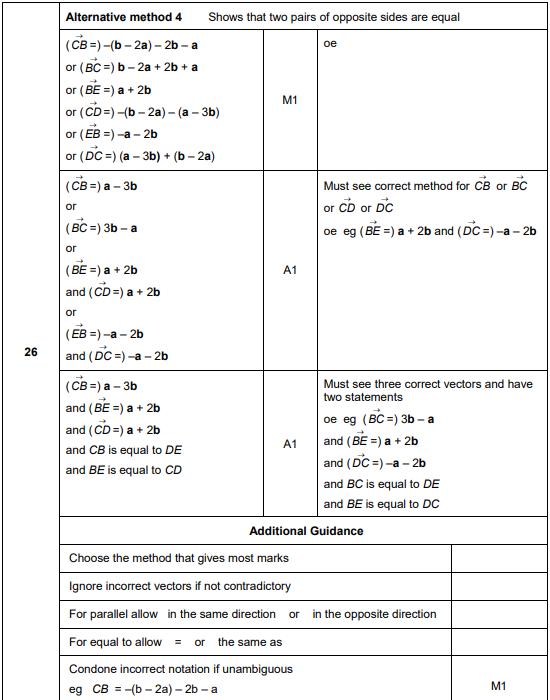 Alternative method 4 Shows that two pairs of opposite sides are equal
(CB⃗ =) –(b – 2a) – 2b – a
or (BC⃗ =) b – 2a + 2b + a
or (BE⃗ =) a + 2b
or (CD⃗ =) –(b – 2a) – (a – 3b)
or (EB⃗ =) –a – 2b
or (DC⃗ =) (a – 3b) + (b – 2a)
M1
oe
(CB⃗ =) a – 3b
or
(BC⃗ =) 3b – a
or
(BE⃗ =) a + 2b
and (CD⃗ =) a + 2b
or
(EB⃗ =) –a – 2b
and (DC⃗ =) –a – 2b
A1
Must see correct method for CB⃗ or BC⃗
or CD⃗ or DC⃗
oe eg (BE⃗ =) a + 2b and (DC⃗ =) –a – 2b
26
(CB⃗ =) a – 3b
and (BE⃗ =) a + 2b
and (CD⃗ =) a + 2b
and CB is equal to DE
and BE is equal to CD
A1
Must see three correct vectors and have
two statements
oe eg (BC⃗ =) 3b – a
and (BE⃗ =) a + 2b
and (DC⃗ =) –a – 2b
and BC is equal to DE
and BE is equal to DC
Additional Guidance
Choose the method that gives most marks
Ignore incorrect vectors if not contradictory
For parallel allow in the same direction or in the opposite direction
For equal to allow = or the same as
Condone incorrect notation if unambiguous
eg CB = –(b – 2a) – 2b – a
M1